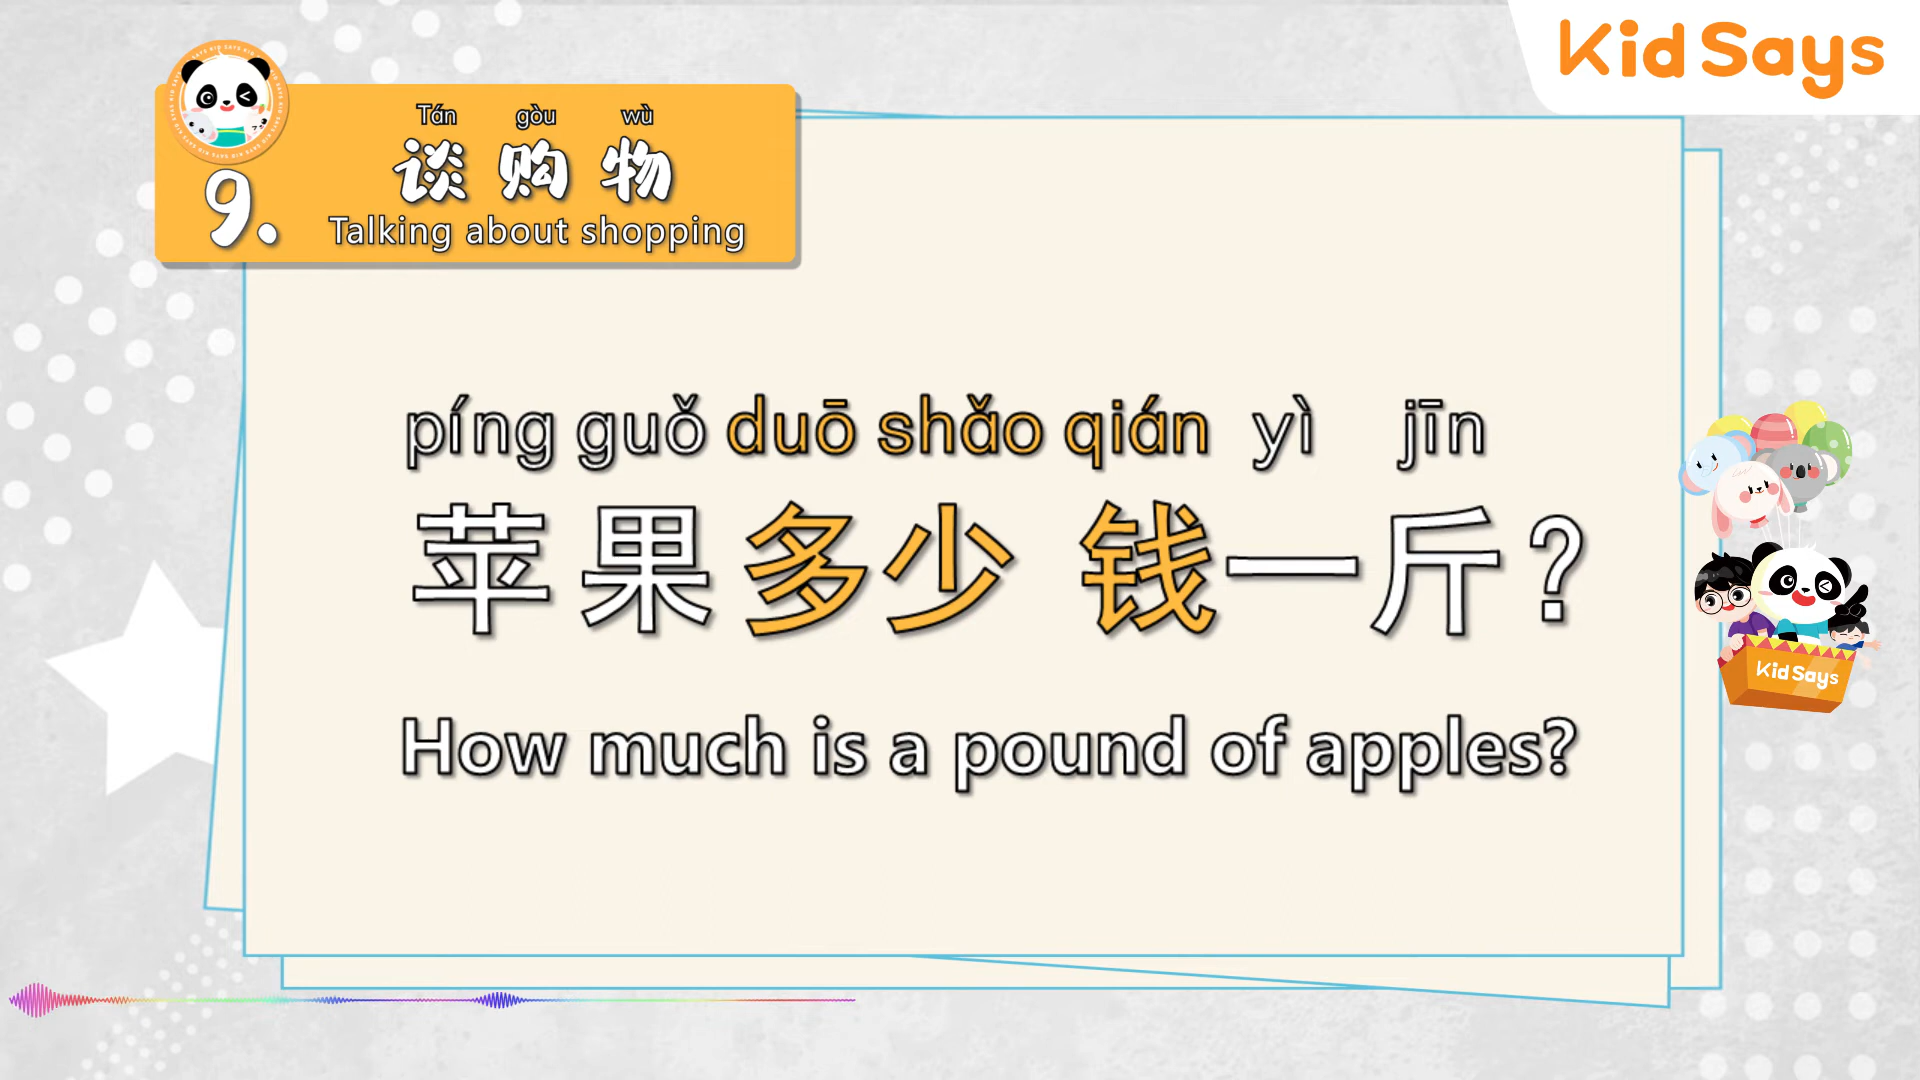 Kid Says
Tán gòu wù
谈购物
9.
Talking about shopping
píng guǒ duō shǎo qián yì jīn
苹果多少钱一斤?
How much is a pound of apples?
Kid Says